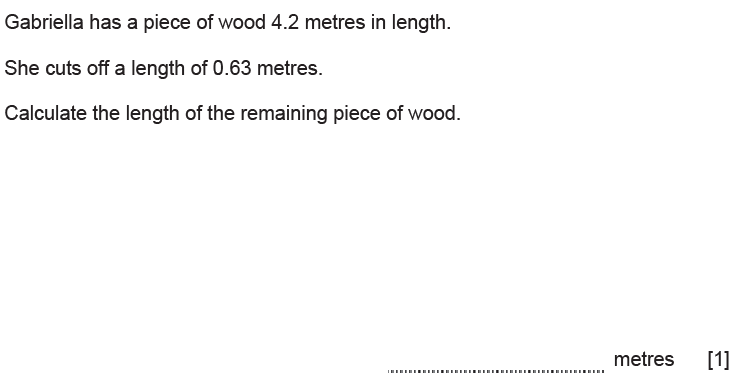 Gabriella has a piece of wood 4.2 metres in length.
She cuts off a length of 0.63 metres.
Calculate the length of the remaining piece of wood.
metres [1]